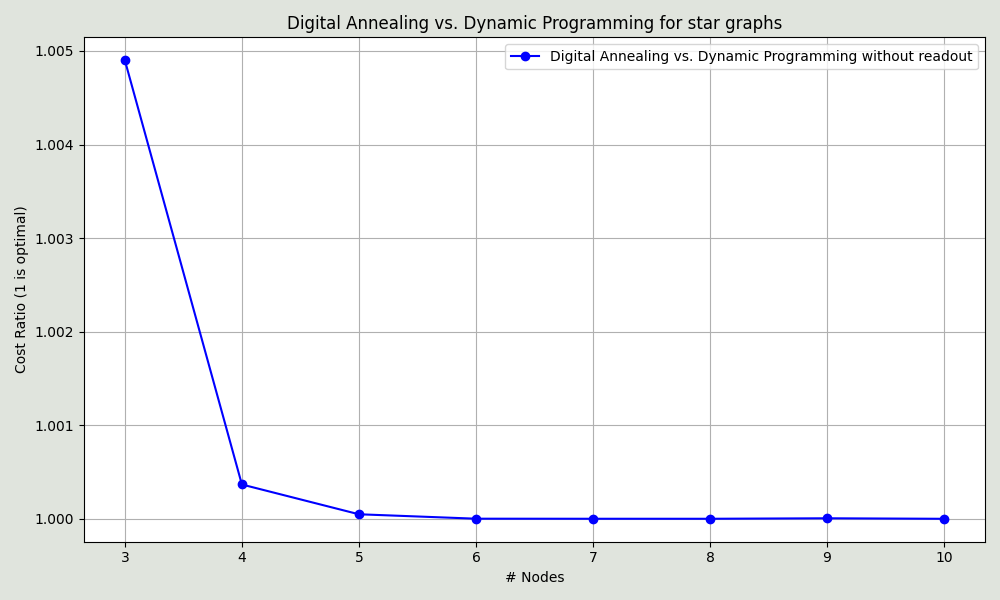 Digital Annealing vs. Dynamic Programming for star graphs
Digital Annealing vs. Dynamic Programming without readout
Cost Ratio (1 is optimal)
1.005
1.004
1.003
1.002
1.001
1.000
3 4 5 6 7 8 9 10
# Nodes